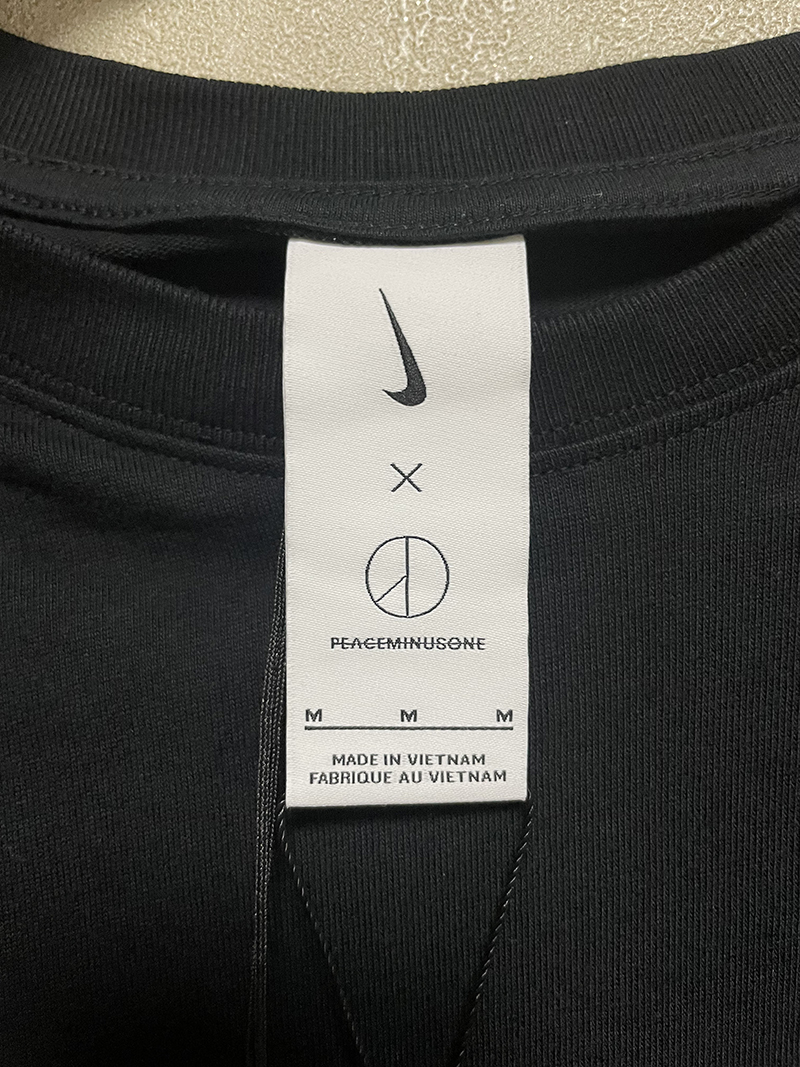 ×
PEACEMINUSONE
M M M
MADE IN VIETNAM
FABRIQUE AU VIETNAM